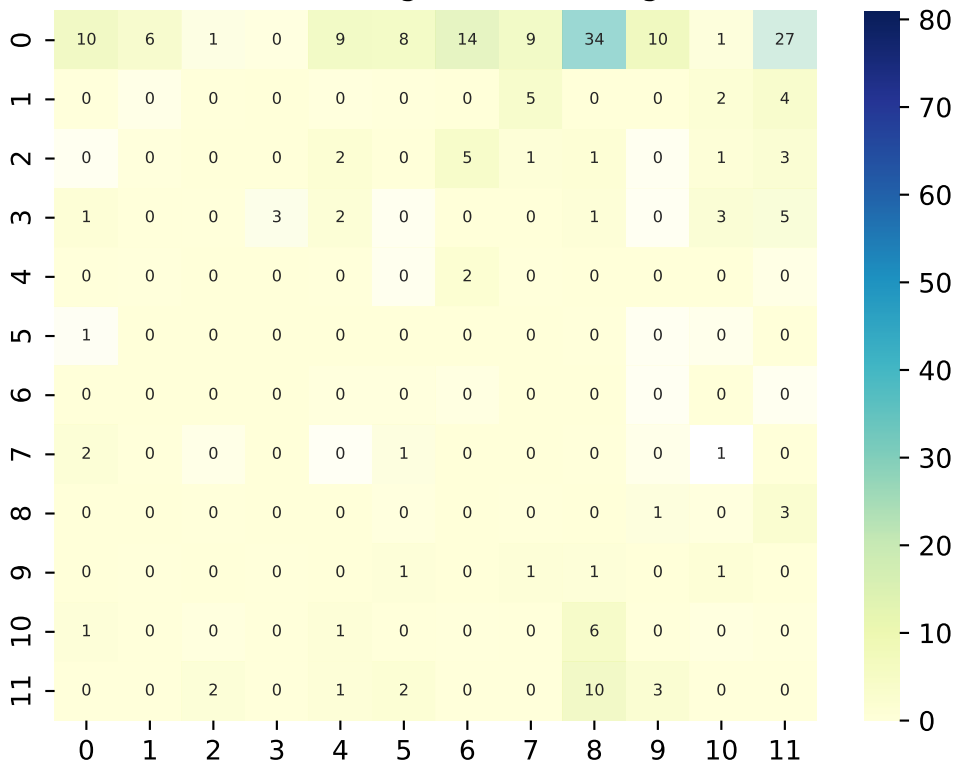 0 10 6 1 0 9 8 14 9 34 10 1 27
1 0 0 0 0 0 0 0 5 0 0 2 4
2 0 0 0 0 2 0 5 1 1 0 1 3
3 1 0 0 3 2 0 0 0 1 0 3 5
4 0 0 0 0 0 0 2 0 0 0 0 0
5 1 0 0 0 0 0 0 0 0 0 0 0
6 0 0 0 0 0 0 0 0 0 0 0 0
7 2 0 0 0 0 1 0 0 0 0 1 0
8 0 0 0 0 0 0 0 0 0 1 0 3
9 0 0 0 0 0 1 0 1 1 0 1 0
10 1 0 0 0 1 0 0 0 6 0 0 0
11 0 0 2 0 1 2 0 0 10 3 0 0
0 1 2 3 4 5 6 7 8 9 10 11
80
70
60
50
40
30
20
10
0